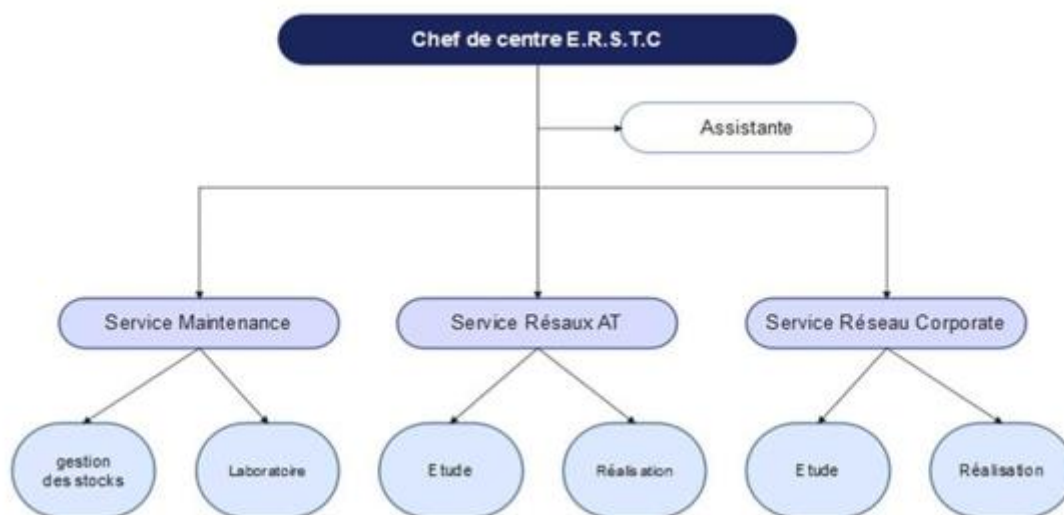 Chef de centre E.R.S.T.C
Assistante
Service Maintenance
Service Résaux AT
Service Réseau Corporate
gestion
des stocks
Laboratoire
Etude
Réalisation
Etude
Réalisation